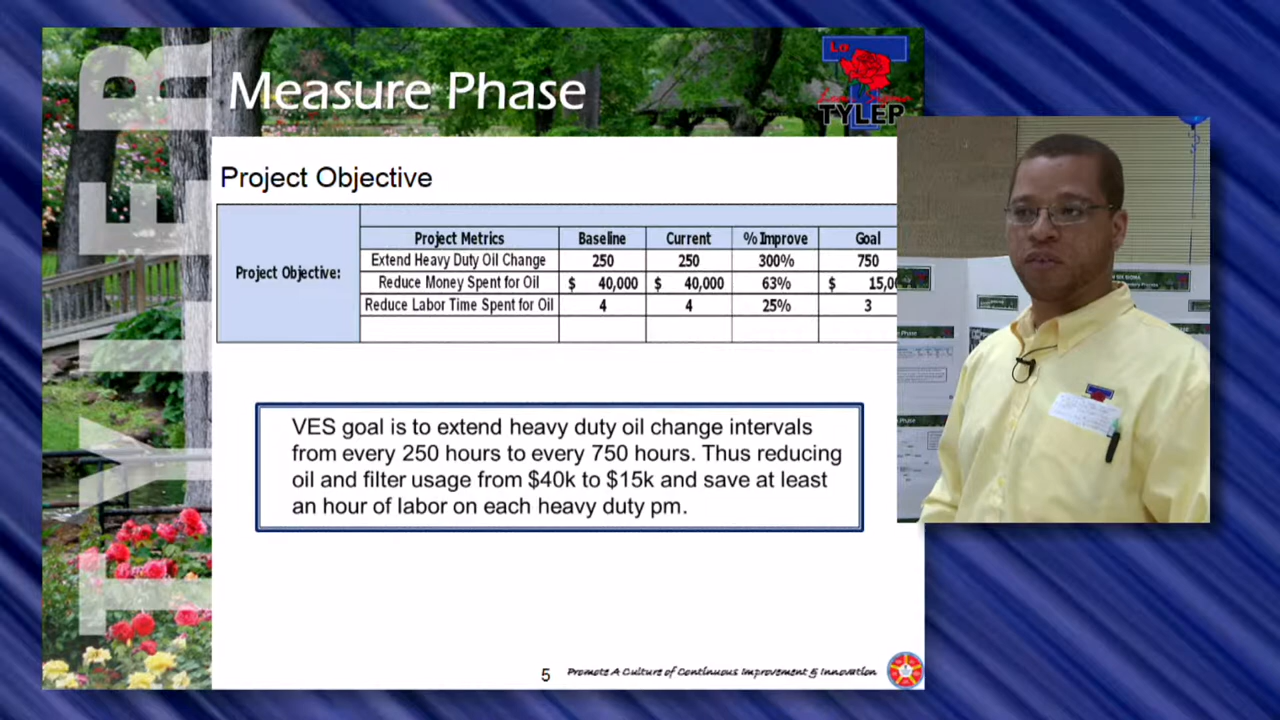 Measure Phase
TYLER
Project Objective
Project Objective:
Project Metrics Baseline Current % Improve Goal
Extend Heavy Duty Oil Change 250 250 300% 750
Reduce Money Spent for Oil $ 40,000 $ 40,000 63% $ 15,0
Reduce Labor Time Spent for Oil 4 4 25% 3
VES goal is to extend heavy duty oil change intervals
from every 250 hours to every 750 hours. Thus reducing
oil and filter usage from $40k to $15k and save at least
an hour of labor on each heavy duty pm.
5 Promote A Culture of Continuous Improvement & Innovation
TYLER